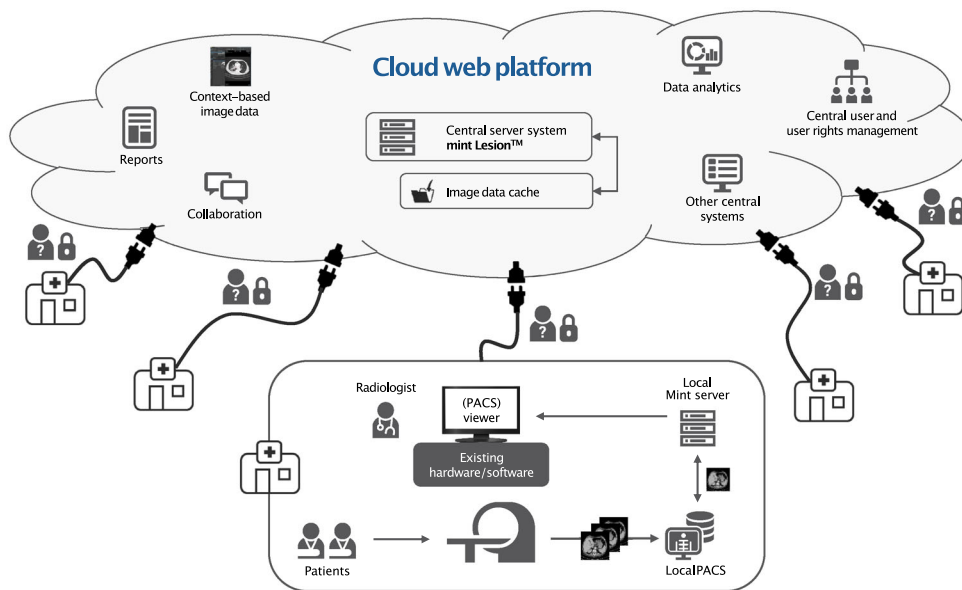 Cloud web platform
Context-based
image data
Data analytics
Central user and
user rights management
Reports
Central server system
mint Lesion™
Image data cache
Collaboration
Other central
systems
?
?
?
?
?
Radiologist
(PACS)
viewer
Local
Mint server
Existing
hardware/software
Patients
LocalPACS